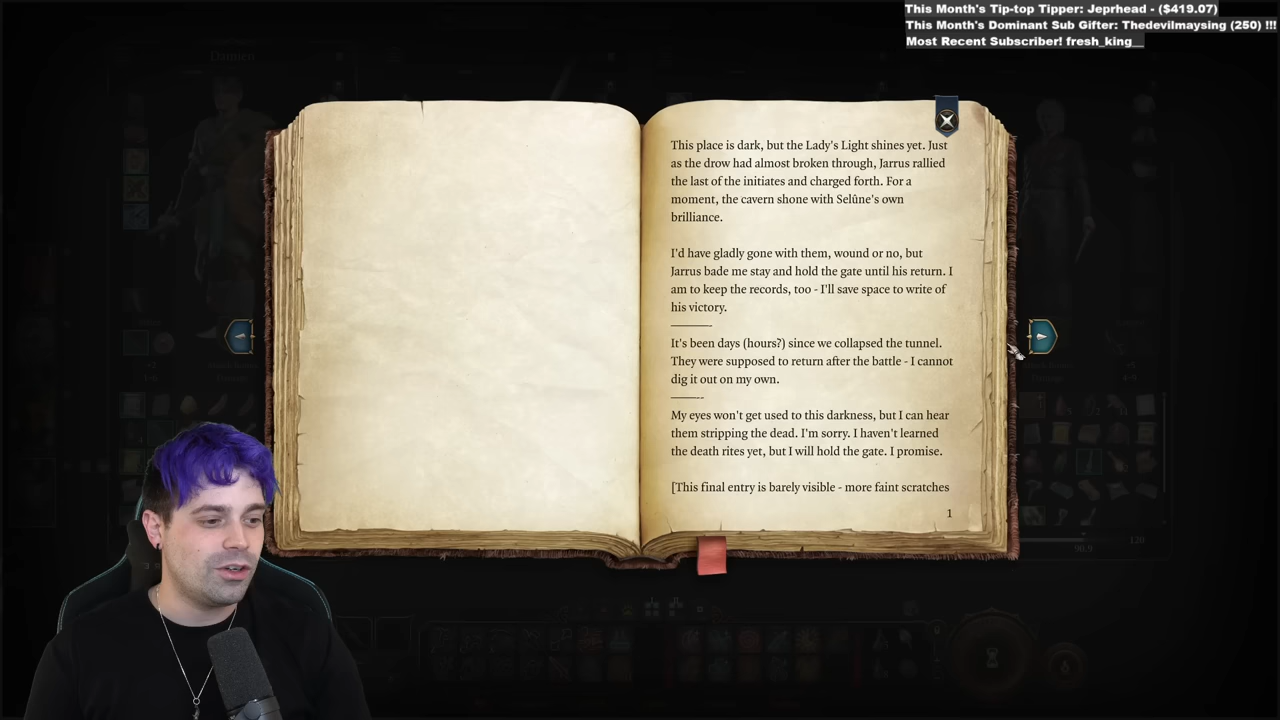 This Month's Tip-top Tipper: Jeprhead - ($419.07)
This Month's Dominant Sub Gifter: Thedevilmaysing (250) !!!
Most Recent Subscriber! fresh_king__
This place is dark, but the Lady's Light shines yet. Just
as the drow had almost broken through, Jarrus rallied
the last of the initiates and charged forth. For a
moment, the cavern shone with Selûne's own
brilliance.
I'd have gladly gone with them, wound or no, but
Jarrus bade me stay and hold the gate until his return. I
am to keep the records, too - I'll save space to write of
his victory.
It's been days (hours?) since we collapsed the tunnel.
They were supposed to return after the battle - I cannot
dig it out on my own.
My eyes won't get used to this darkness, but I can hear
them stripping the dead. I'm sorry. I haven't learned
the death rites yet, but I will hold the gate. I promise.
[This final entry is barely visible - more faint scratches
1